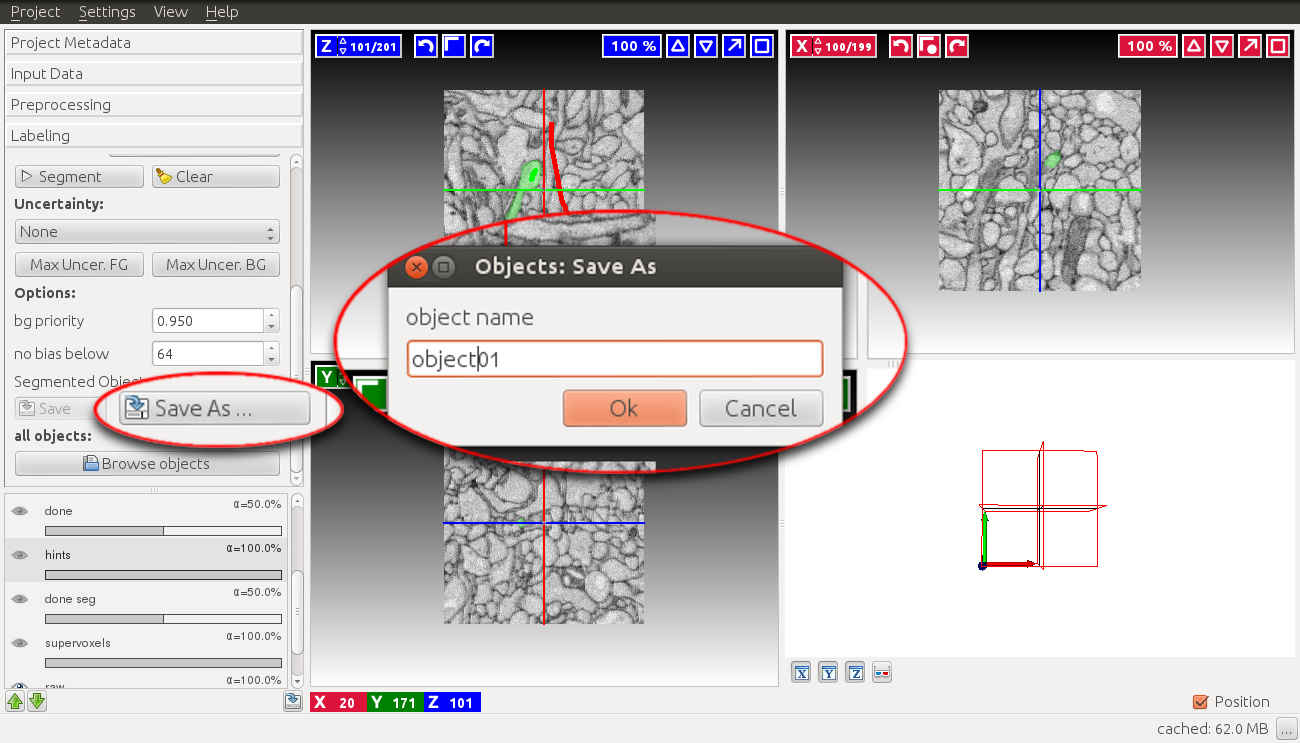 Project Settings View Help
Project Metadata
Input Data
Preprocessing
Labeling
Segment Clear
Uncertainty:
None
Max Uncer. FG Max Uncer. BG
Options:
bg priority 0.950
no bias below 64
Segmented Objec
Save Save As ...
all objects:
Browse objects
done α=50.0%
hints α=100.0%
done seg α=50.0%
supervoxels α=100.0%
raw α=100.0%
Z 101/201 100 %
X 100/199 100 %
Y
Objects: Save As
object name
object01
Ok Cancel
X Y Z
X 20 Y 171 Z 101
Position
cached: 62.0 MB ...